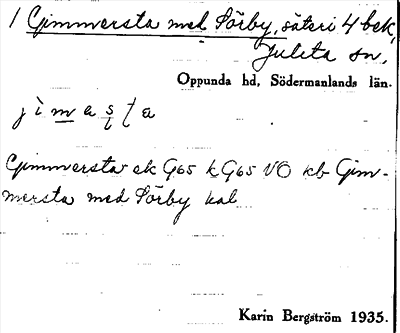 1 Gimmersta med Sörby, säteri 4 bek,
Julita sn,
Oppunda hd, Södermanlands län.
j ì m a s t a
Gimmersta ek G65 k G65 VO kb Gim-
mersta med Sörby kal
Karin Bergström 1935.